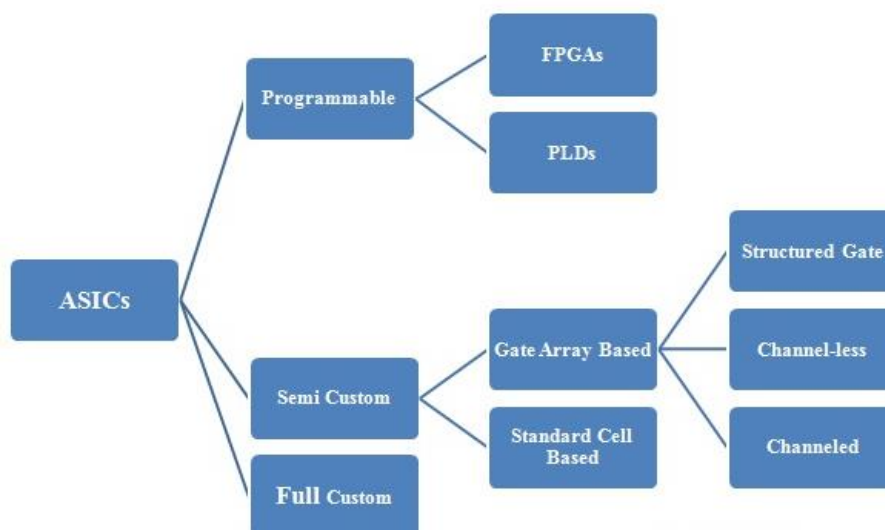 FPGAs
Programmable
PLDs
Structured Gate
ASICs
Gate Array Based
Channel-less
Semi Custom
Standard Cell
Based
Channeled
Full Custom